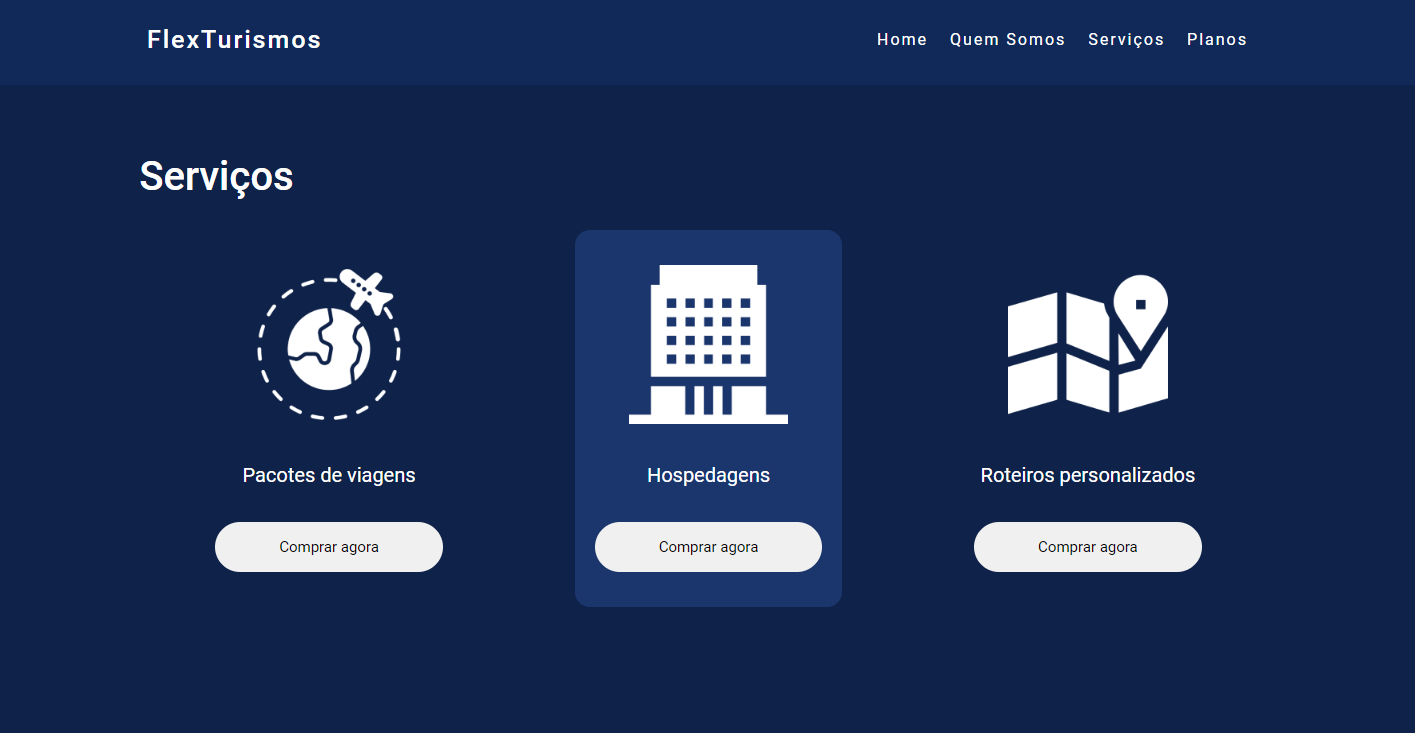 FlexTurismos
Home Quem Somos Serviços Planos
Serviços
Pacotes de viagens
Hospedagens
Roteiros personalizados
Comprar agora
Comprar agora
Comprar agora